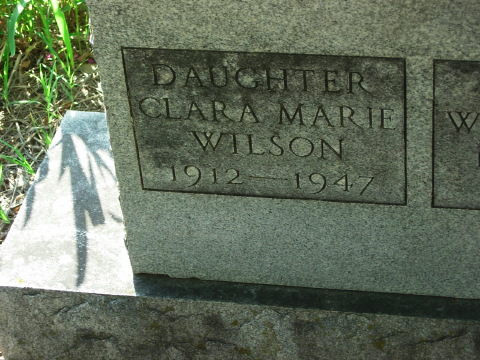 DAUGHTER
CLARA MARIE
WILSON
1912—1947